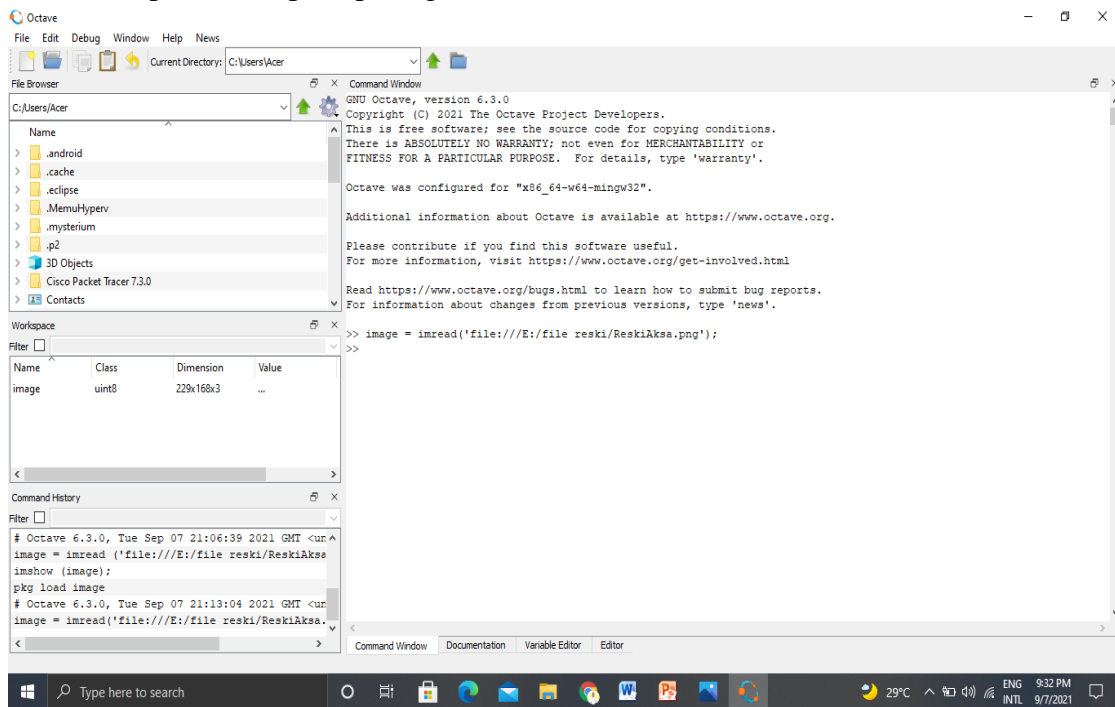 Octave
File Edit Debug Window Help News
Current Directory: C:\Users\Acer
File Browser
C:/Users/Acer
Name
.android
.cache
.eclipse
.MemuHyperv
.mysterium
.p2
3D Objects
Cisco Packet Tracer 7.3.0
Contacts
Workspace
Filter
Name Class Dimension Value
image uint8 229x168x3 ...
Command History
Filter
# Octave 6.3.0, Tue Sep 07 21:06:39 2021 GMT <un
image = imread ('file:///E:/file reski/ReskiAksa
imshow (image);
pkg load image
# Octave 6.3.0, Tue Sep 07 21:13:04 2021 GMT <un
image = imread('file:///E:/file reski/ReskiAksa.
Command Window
GNU Octave, version 6.3.0
Copyright (C) 2021 The Octave Project Developers.
This is free software; see the source code for copying conditions.
There is ABSOLUTELY NO WARRANTY; not even for MERCHANTABILITY or
FITNESS FOR A PARTICULAR PURPOSE. For details, type 'warranty'.
Octave was configured for "x86_64-w64-mingw32".
Additional information about Octave is available at https://www.octave.org.
Please contribute if you find this software useful.
For more information, visit https://www.octave.org/get-involved.html
Read https://www.octave.org/bugs.html to learn how to submit bug reports.
For information about changes from previous versions, type 'news'.
>> image = imread('file:///E:/file reski/ReskiAksa.png');
>>
Command Window Documentation Variable Editor Editor
Type here to search
29°C ENG 9:32 PM
INTL 9/7/2021